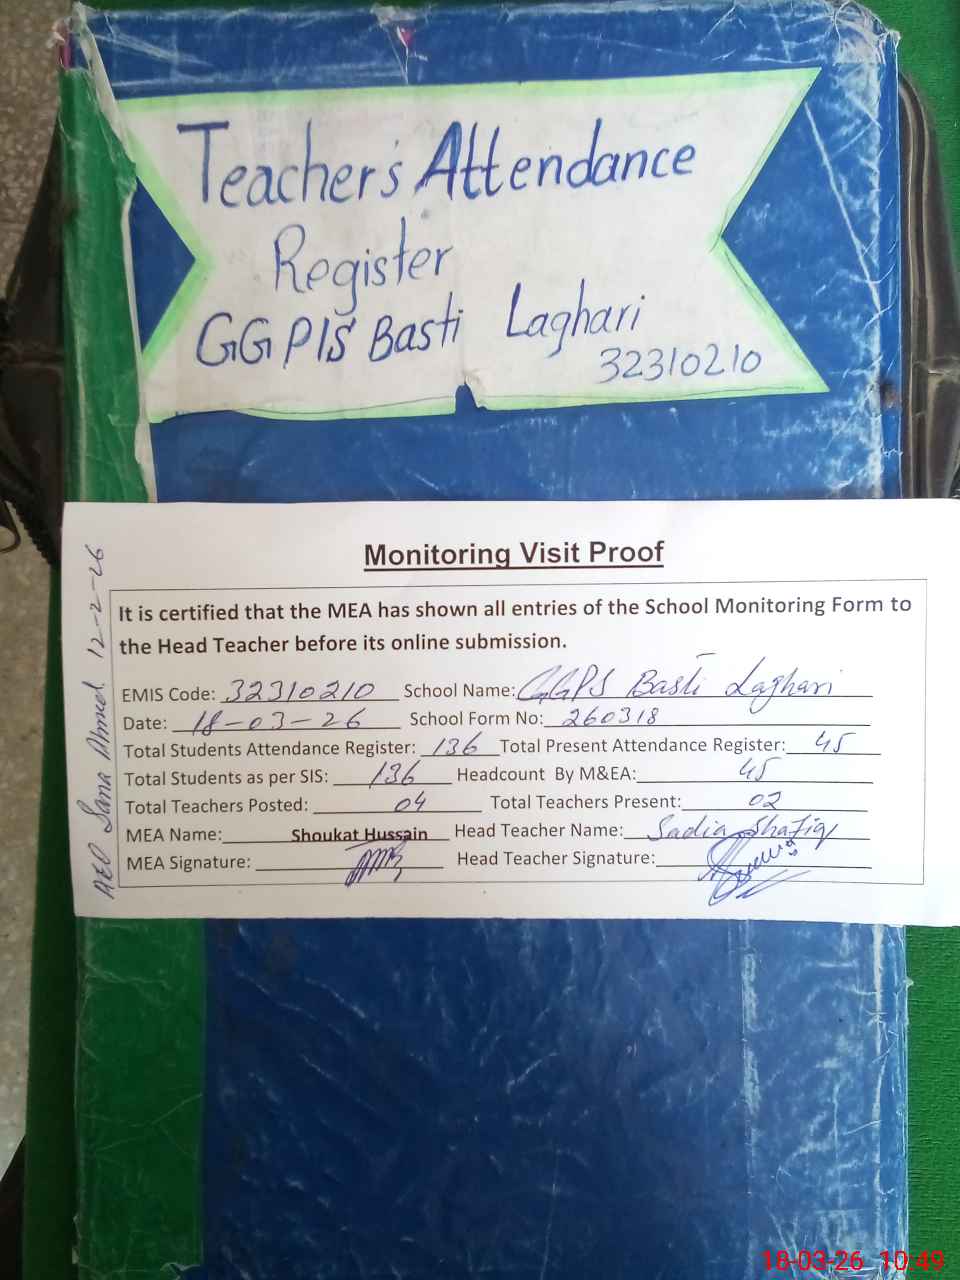 Teacher's Attendance
Register
GGPS Basti Laghari
32310210
Monitoring Visit Proof
It is certified that the MEA has shown all entries of the School Monitoring Form to
the Head Teacher before its online submission.
EMIS Code: 32310210 School Name: GGPS Basti Laghari
Date: 18-03-26 School Form No: 260318
Total Students Attendance Register: 136 Total Present Attendance Register: 45
Total Students as per SIS: 136 Headcount By M&EA: 45
Total Teachers Posted: 04 Total Teachers Present: 02
MEA Name: Shoukat Hussain Head Teacher Name: Sadia Shafiq
MEA Signature: Head Teacher Signature:
AEO Sana Ahmed 12-2-26
18-03-26 10:49